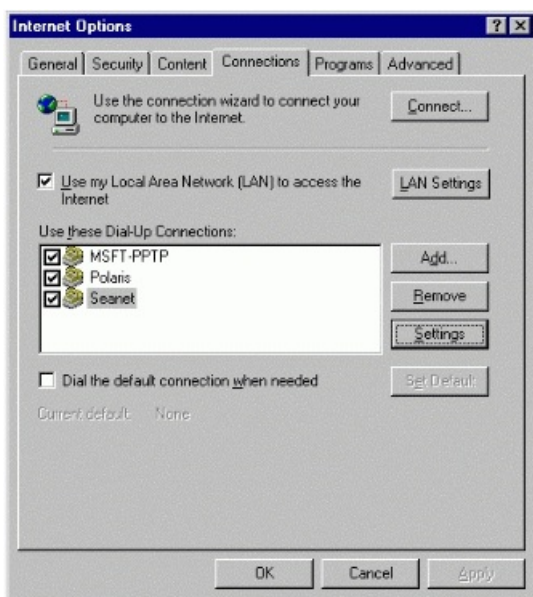 Internet Options
General Security Content Connections Programs Advanced
Use the connection wizard to connect your
computer to the Internet.
Connect...
Use my Local Area Network (LAN) to access the
Internet
LAN Settings
Use these Dial-Up Connections:
MSFT-PPTP
Polaris
Seanet
Add...
Remove
Settings
Dial the default connection when needed
Set Default
Current default: None
OK Cancel Apply